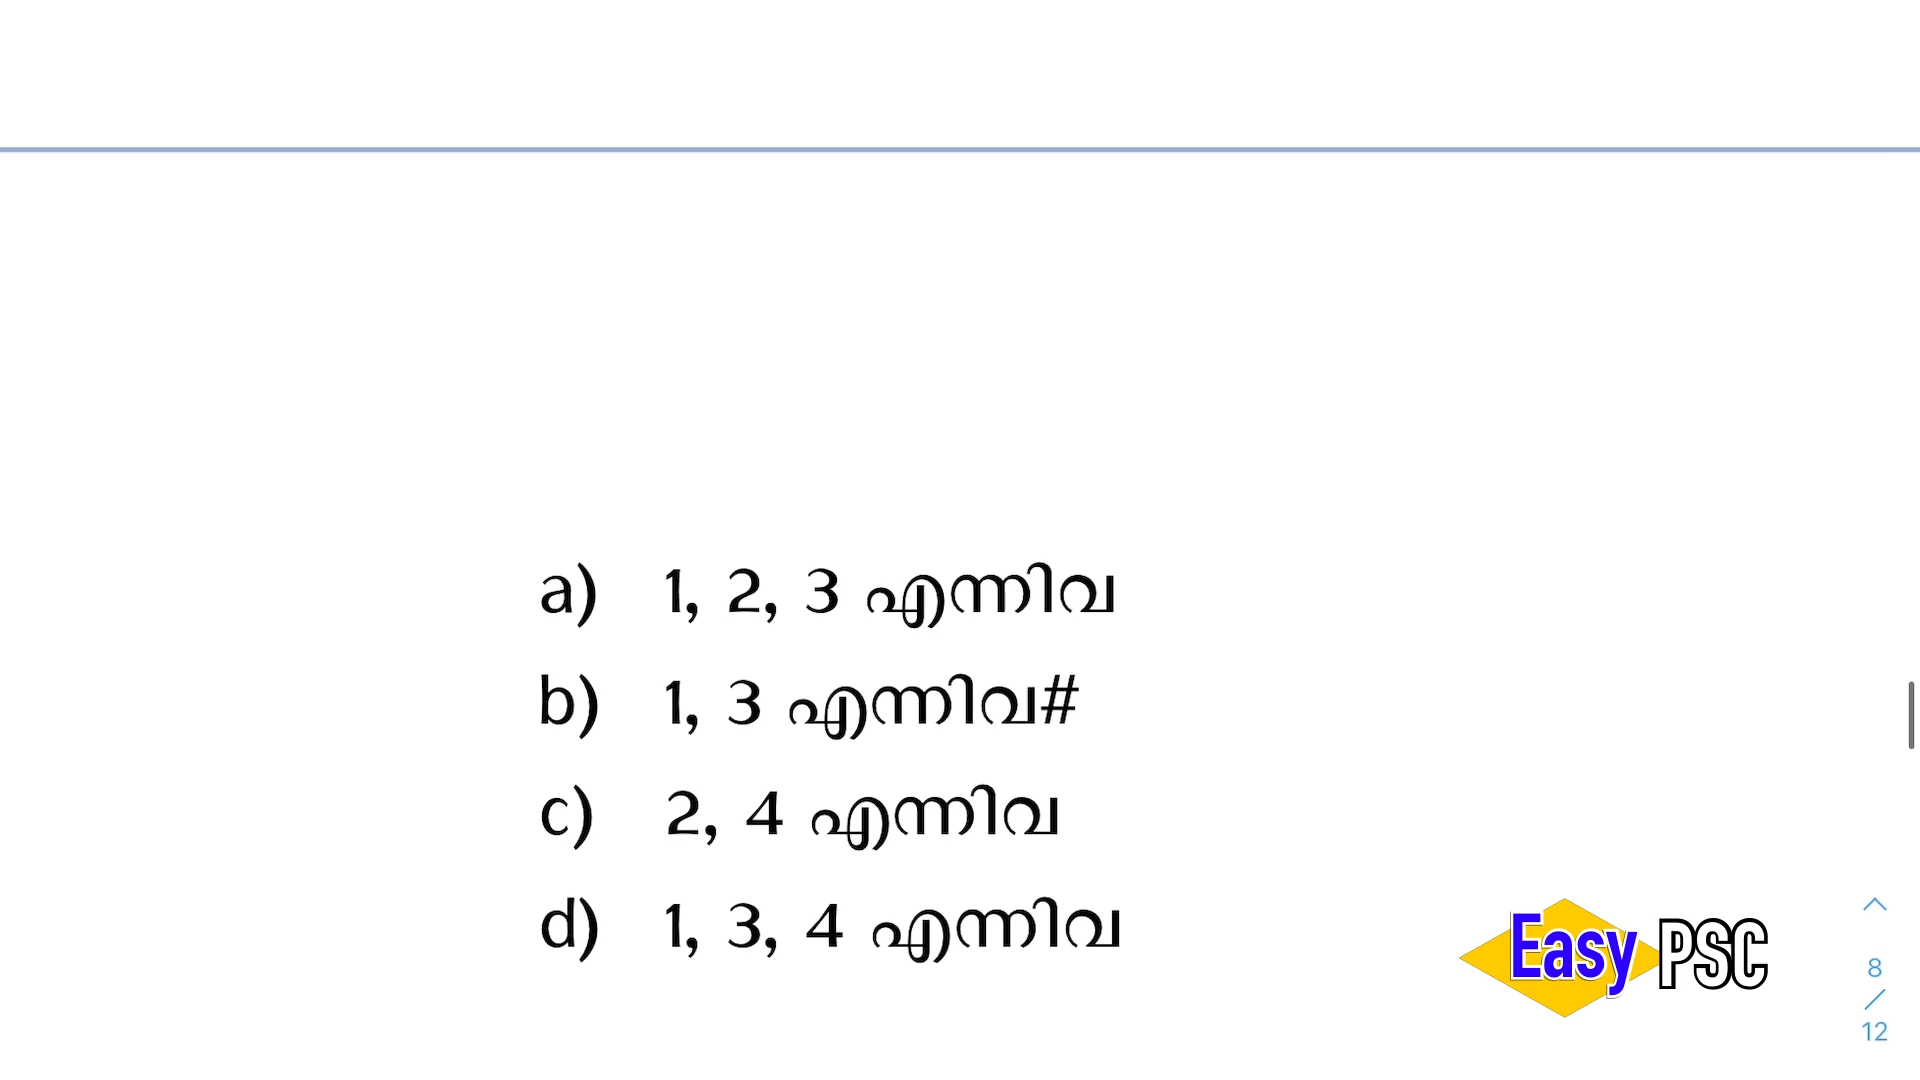 a) 1, 2, 3 എന്നിവ
b) 1, 3 എന്നിവ#
c) 2, 4 എന്നിവ
d) 1, 3, 4 എന്നിവ
Easy PSC
8
/
12